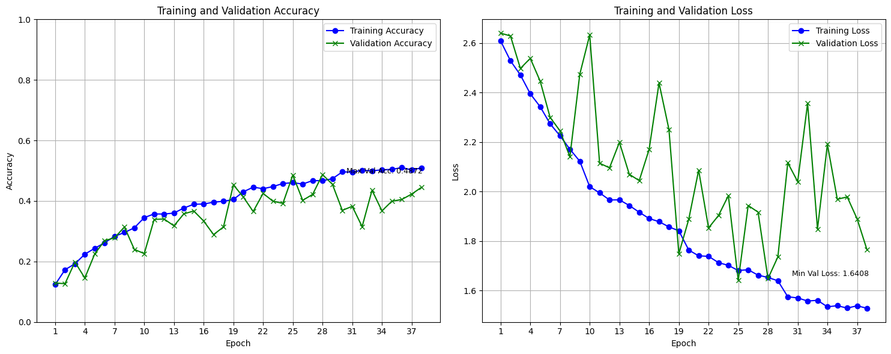 Training and Validation Accuracy
Training Accuracy
Validation Accuracy
1.0
0.8
0.6
0.4
0.2
0.0
Accuracy
1 4 7 10 13 16 19 22 25 28 31 34 37
Epoch
Training and Validation Loss
Training Loss
Validation Loss
2.6
2.4
2.2
2.0
1.8
1.6
Loss
Min Val Loss: 1.6408
1 4 7 10 13 16 19 22 25 28 31 34 37
Epoch